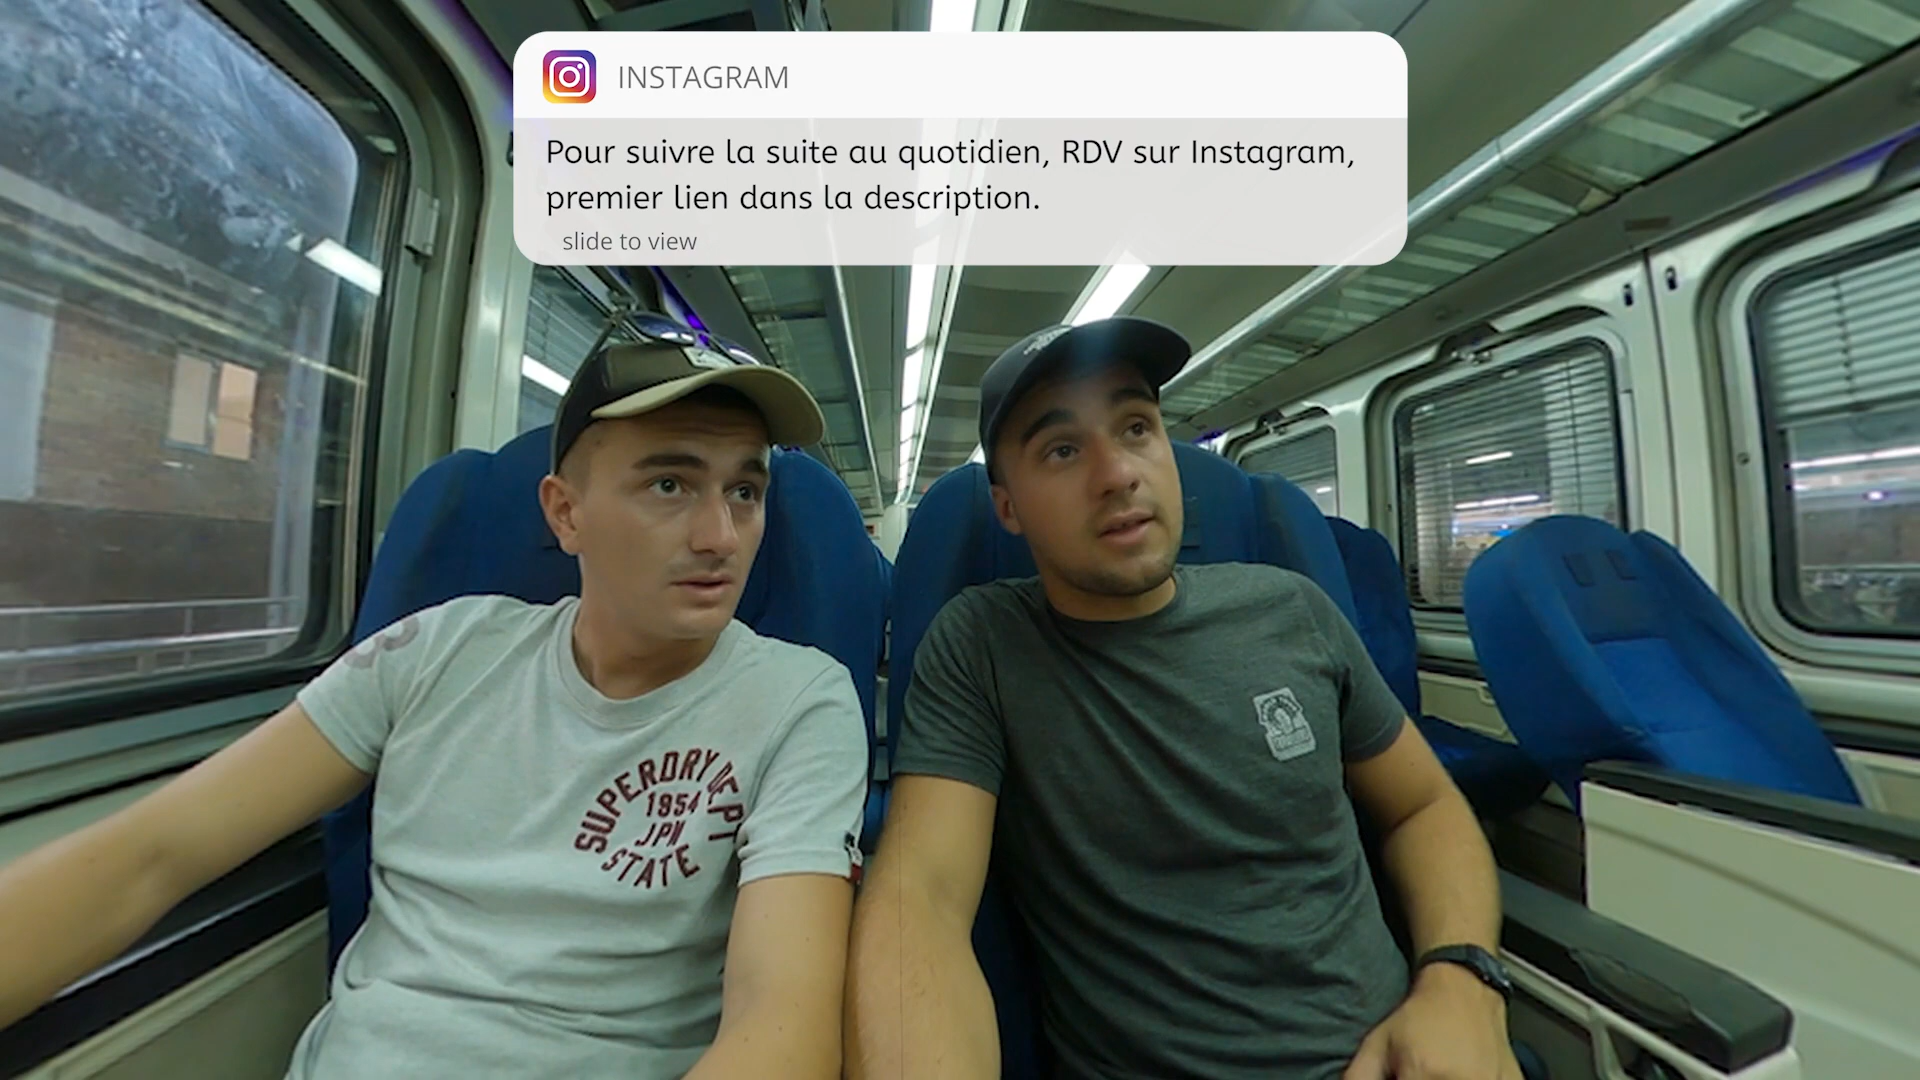 INSTAGRAM
Pour suivre la suite au quotidien, RDV sur Instagram,
premier lien dans la description.
slide to view
SUPERDRY DEPT
1954
JPN
STATE